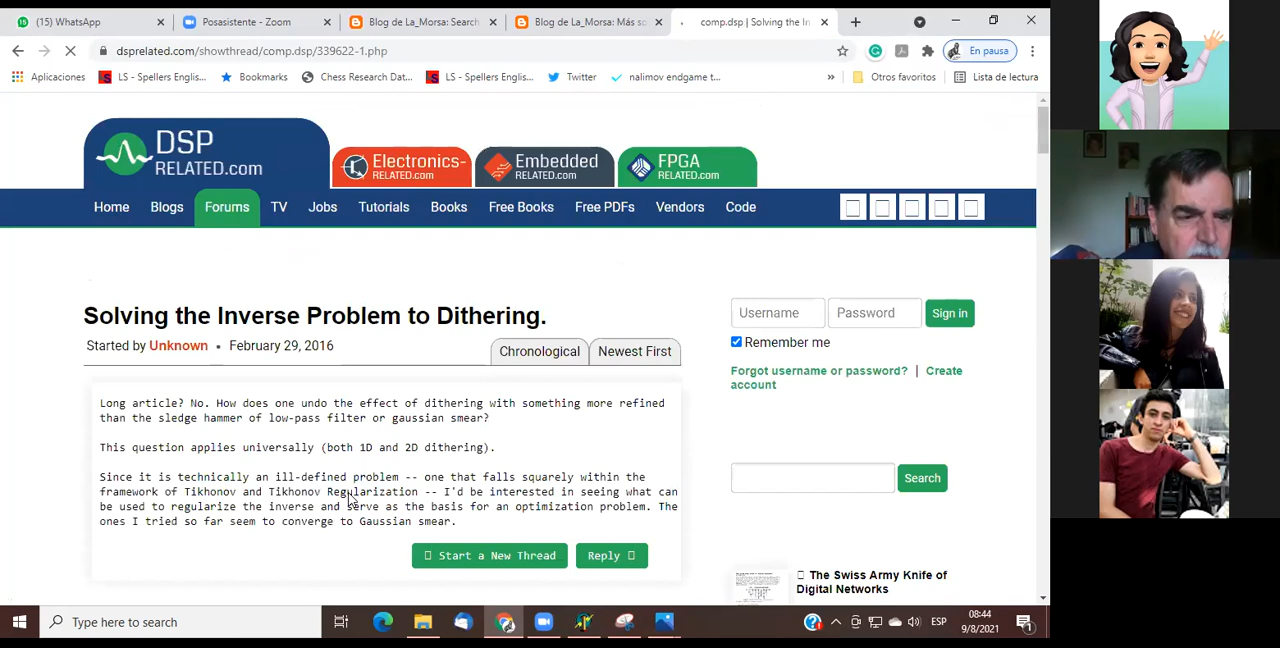 (15) WhatsApp
Posasistente - Zoom
Blog de La_Morsa: Search
Blog de La_Morsa: Más so
comp.dsp | Solving the In
dsprelated.com/showthread/comp.dsp/339622-1.php
En pausa
Aplicaciones
LS - Spellers Englis...
Bookmarks
Chess Research Dat...
LS - Spellers Englis...
Twitter
nalimov endgame t...
»
Otros favoritos
Lista de lectura
DSP
RELATED.com
Electronics-
RELATED.com
Embedded
RELATED.com
FPGA
RELATED.com
Home
Blogs
Forums
TV
Jobs
Tutorials
Books
Free Books
Free PDFs
Vendors
Code
Solving the Inverse Problem to Dithering.
Started by Unknown • February 29, 2016
Chronological
Newest First
Long article? No. How does one undo the effect of dithering with something more refined
than the sledge hammer of low-pass filter or gaussian smear?
This question applies universally (both 1D and 2D dithering).
Since it is technically an ill-defined problem -- one that falls squarely within the
framework of Tikhonov and Tikhonov Regularization -- I'd be interested in seeing what can
be used to regularize the inverse and serve as the basis for an optimization problem. The
ones I tried so far seem to converge to Gaussian smear.
Start a New Thread
Reply
Username
Password
Sign in
Remember me
Forgot username or password? | Create
account
Search
The Swiss Army Knife of
Digital Networks
Type here to search
ESP
08:44
9/8/2021
1